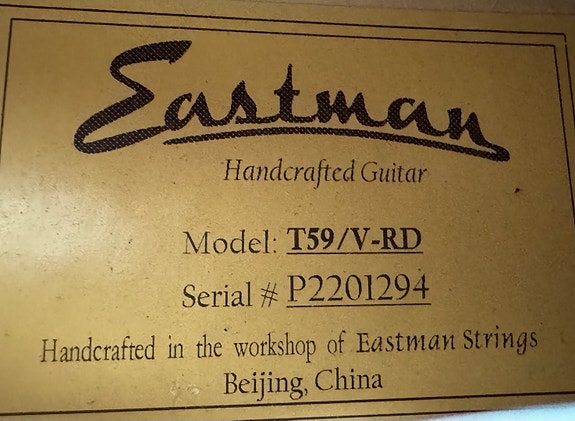 Eastman
Handcrafted Guitar
Model: T59/V-RD
Serial # P2201294
Handcrafted in the workshop of Eastman Strings
Beijing, China